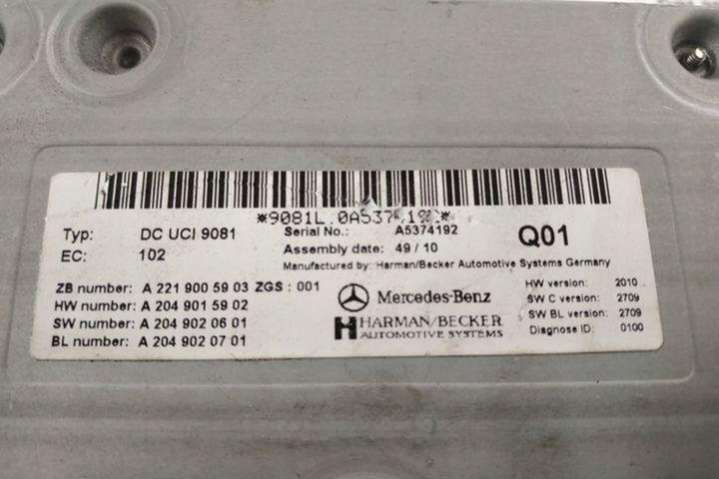 *9081L.0A5374192*
Typ: DC UCI 9081
EC: 102
Serial No.: A5374192
Assembly date: 49/10
Q01
Manufactured by: Harman/Becker Automotive Systems Germany
ZB number: A 221 900 59 03 ZGS : 001
HW number: A 204 901 59 02
SW number: A 204 902 06 01
BL number: A 204 902 07 01
Mercedes-Benz
HARMAN/BECKER
AUTOMOTIVE SYSTEMS
HW version: 2010
SW C version: 2709
SW BL version: 2709
Diagnose ID: 0100